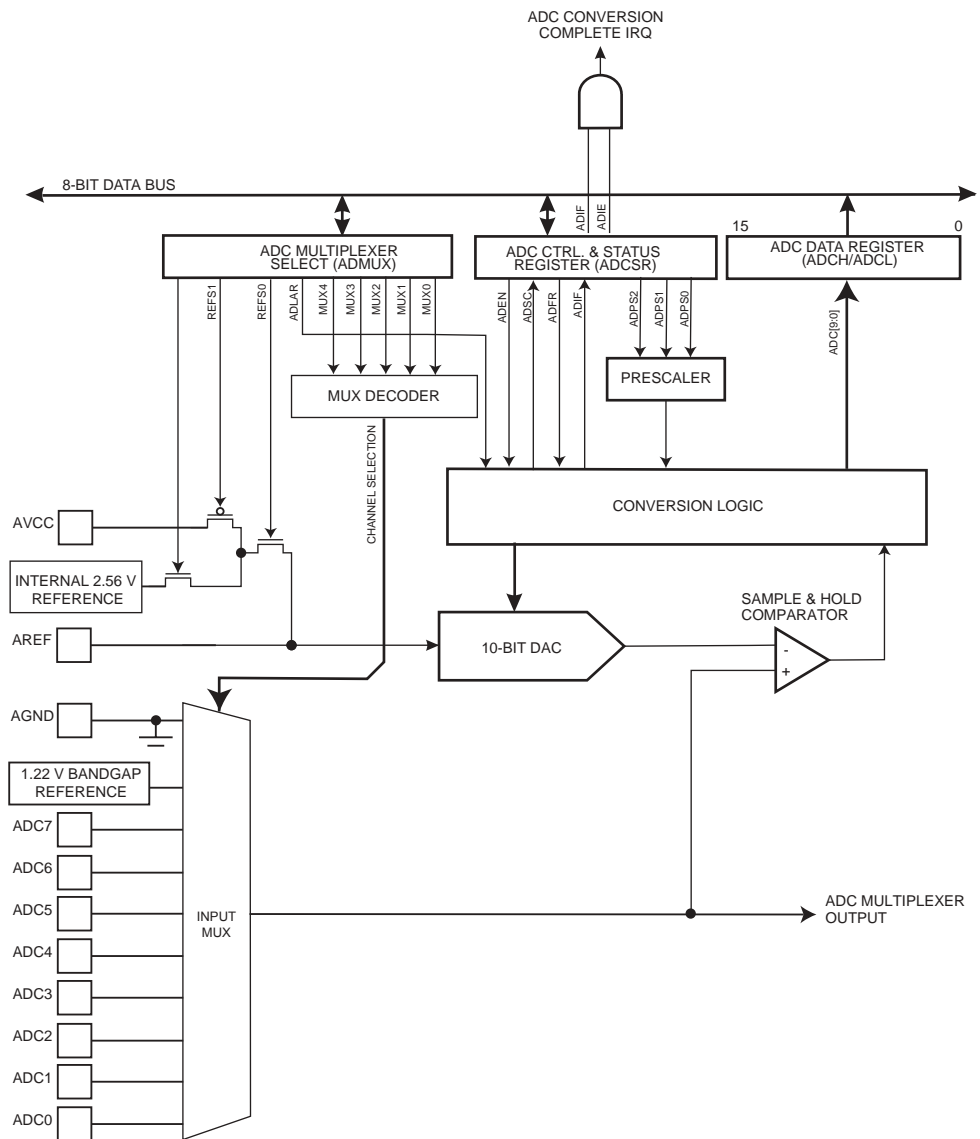 ADC CONVERSION
COMPLETE IRQ
8-BIT DATA BUS
ADIF
ADIE
15
0
ADC MULTIPLEXER
SELECT (ADMUX)
ADC CTRL. & STATUS
REGISTER (ADCSR)
ADC DATA REGISTER
(ADCH/ADCL)
REFS1
REFS0
ADLAR
MUX4
MUX3
MUX2
MUX1
MUX0
ADEN
ADSC
ADFR
ADIF
ADPS2
ADPS1
ADPS0
ADC[9:0]
MUX DECODER
PRESCALER
CHANNEL SELECTION
CONVERSION LOGIC
AVCC
INTERNAL 2.56 V
REFERENCE
SAMPLE & HOLD
COMPARATOR
AREF
10-BIT DAC
-
+
AGND
1.22 V BANDGAP
REFERENCE
ADC7
ADC6
ADC5
INPUT
MUX
ADC MULTIPLEXER
OUTPUT
ADC4
ADC3
ADC2
ADC1
ADC0